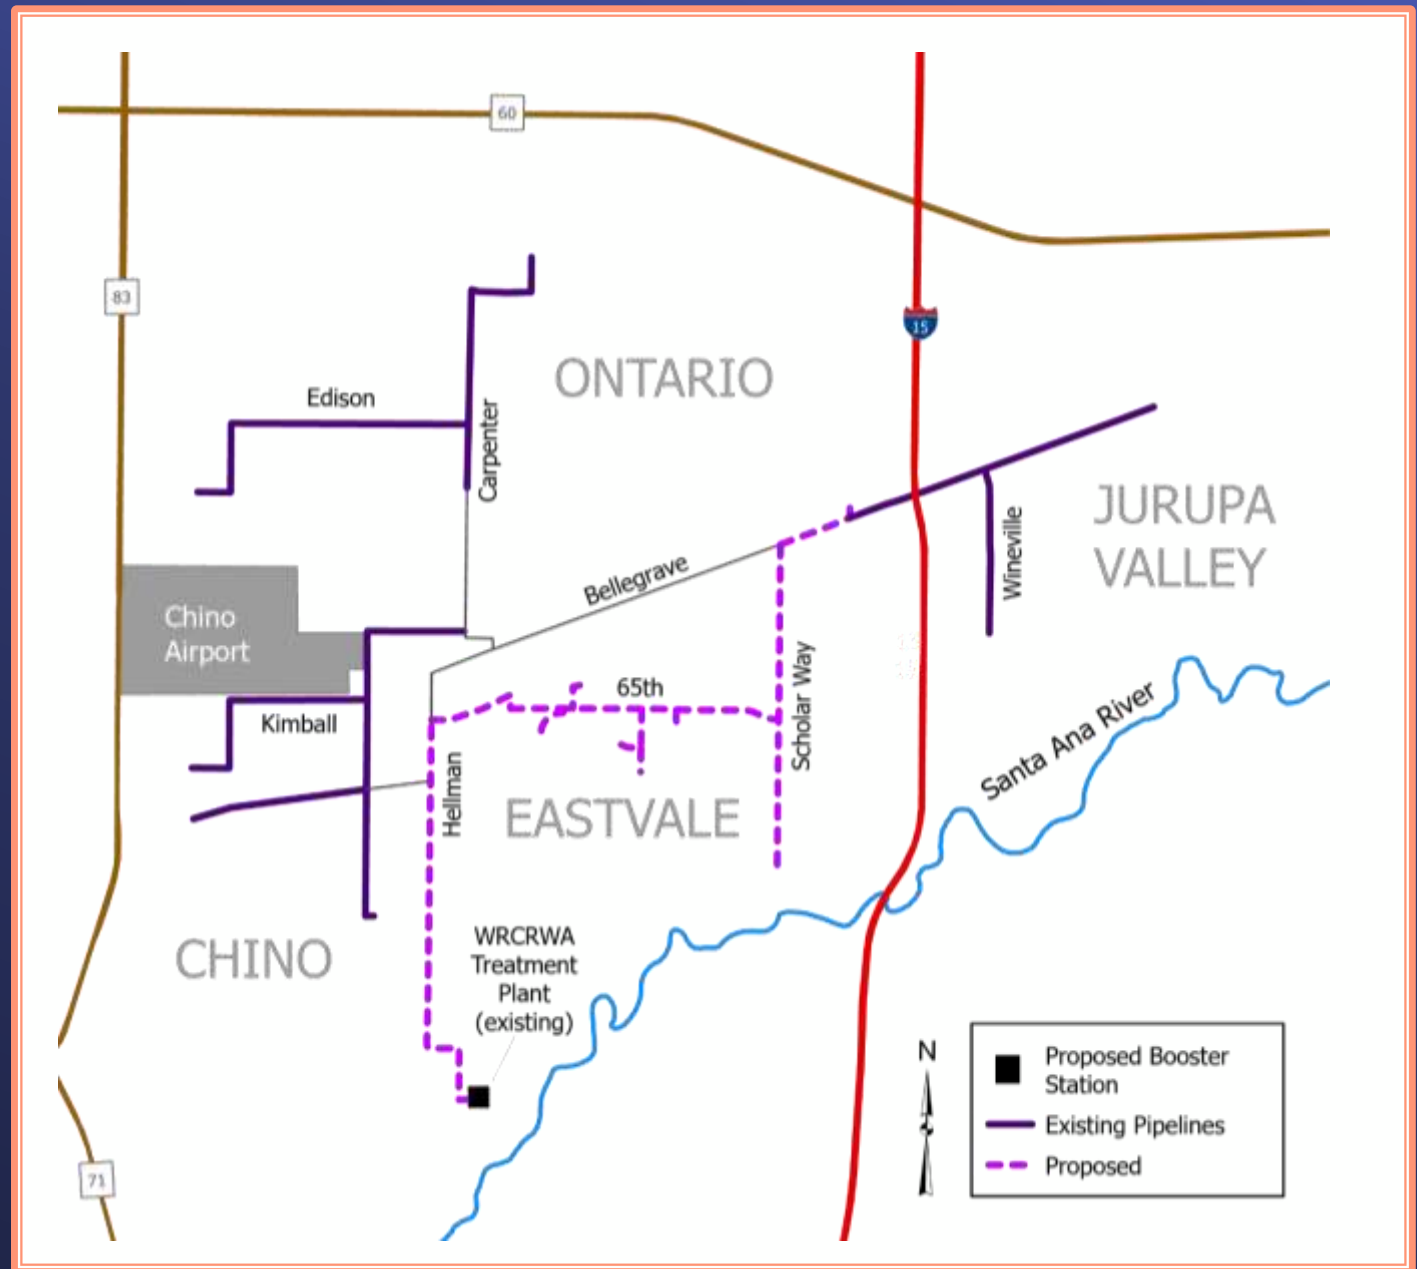 60
83
15
ONTARIO
Edison
Carpenter
JURUPA
VALLEY
Wineville
Bellegrave
Chino
Airport
65th
Scholar Way
Kimball
Santa Ana River
Hellman
EASTVALE
CHINO
WRCRWA
Treatment
Plant
(existing)
N
Proposed Booster
Station
Existing Pipelines
Proposed
71